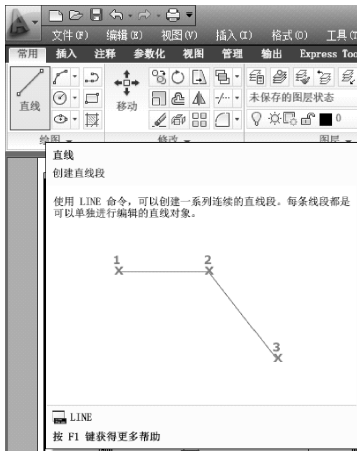 文件(F) 编辑(E) 视图(V) 插入(I) 格式(O) 工具(T
常用 插入 注释 参数化 视图 管理 输出 Express Too
直线
移动
未保存的图层状态
0
绘图
修改
图层
直线
创建直线段
使用 LINE 命令，可以创建一系列连续的直线段。每条线段都是
可以单独进行编辑的直线对象。
1
2
3
LINE
按 F1 键获得更多帮助